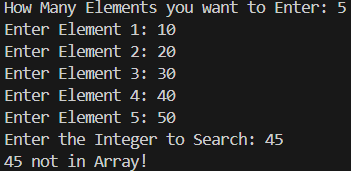 How Many Elements you want to Enter: 5
Enter Element 1: 10
Enter Element 2: 20
Enter Element 3: 30
Enter Element 4: 40
Enter Element 5: 50
Enter the Integer to Search: 45
45 not in Array!